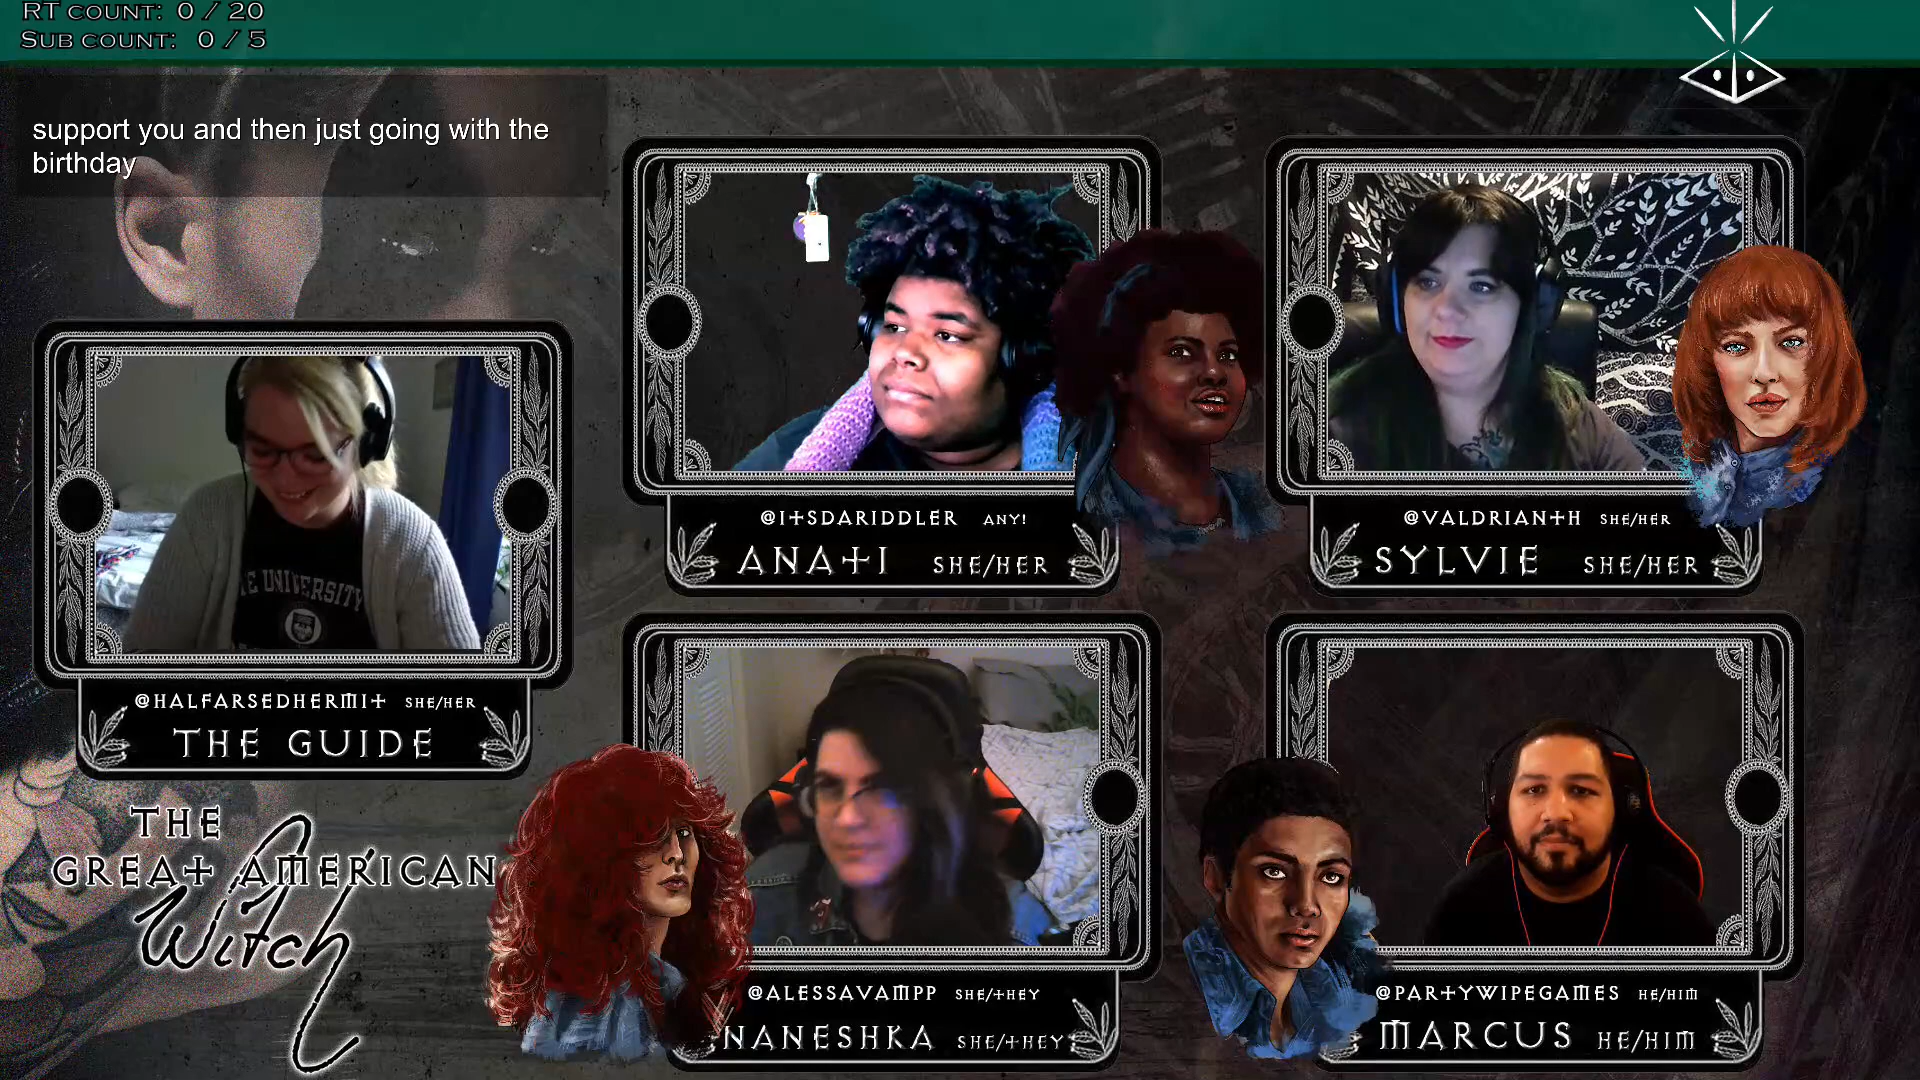 RT COUNT: 0 / 20
SUB COUNT: 0 / 5
support you and then just going with the
birthday
@ITSDARIDDLER ANY!
ANATI SHE/HER
@VALDRIANTH SHE/HER
SYLVIE SHE/HER
E UNIVERSITY
@HALFARSEDHERMIT SHE/HER
THE GUIDE
THE
GREAT AMERICAN
Witch
@ALESSAVAMPP SHE/THEY
NANESHKA SHE/THEY
@PARTYWIPEGAMES HE/HIM
MARCUS HE/HIM